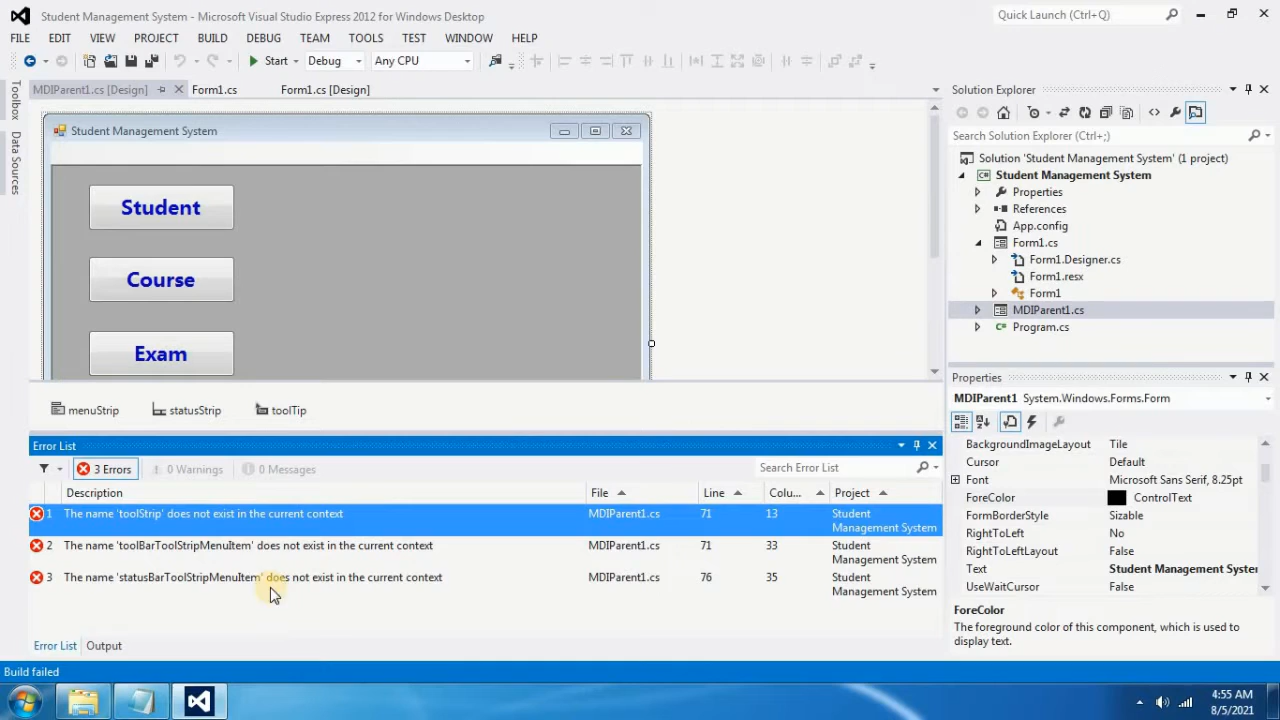 Student Management System - Microsoft Visual Studio Express 2012 for Windows Desktop
Quick Launch (Ctrl+Q)
FILE EDIT VIEW PROJECT BUILD DEBUG TEAM TOOLS TEST WINDOW HELP
Start Debug Any CPU
Toolbox
Data Sources
MDIParent1.cs [Design] Form1.cs Form1.cs [Design]
Student Management System
Student
Course
Exam
menuStrip statusStrip toolTip
Error List
3 Errors 0 Warnings 0 Messages Search Error List
Description File Line Colu... Project
1 The name 'toolStrip' does not exist in the current context MDIParent1.cs 71 13 Student
Management System
2 The name 'toolBarToolStripMenuItem' does not exist in the current context MDIParent1.cs 71 33 Student
Management System
3 The name 'statusBarToolStripMenuItem' does not exist in the current context MDIParent1.cs 76 35 Student
Management System
Error List Output
Solution Explorer
Search Solution Explorer (Ctrl+;)
Solution 'Student Management System' (1 project)
C# Student Management System
Properties
References
App.config
Form1.cs
Form1.Designer.cs
Form1.resx
Form1
MDIParent1.cs
C# Program.cs
Properties
MDIParent1 System.Windows.Forms.Form
BackgroundImageLayout Tile
Cursor Default
Font Microsoft Sans Serif, 8.25pt
ForeColor ControlText
FormBorderStyle Sizable
RightToLeft No
RightToLeftLayout False
Text Student Management System
UseWaitCursor False
ForeColor
The foreground color of this component, which is used to
display text.
Build failed
4:55 AM
8/5/2021